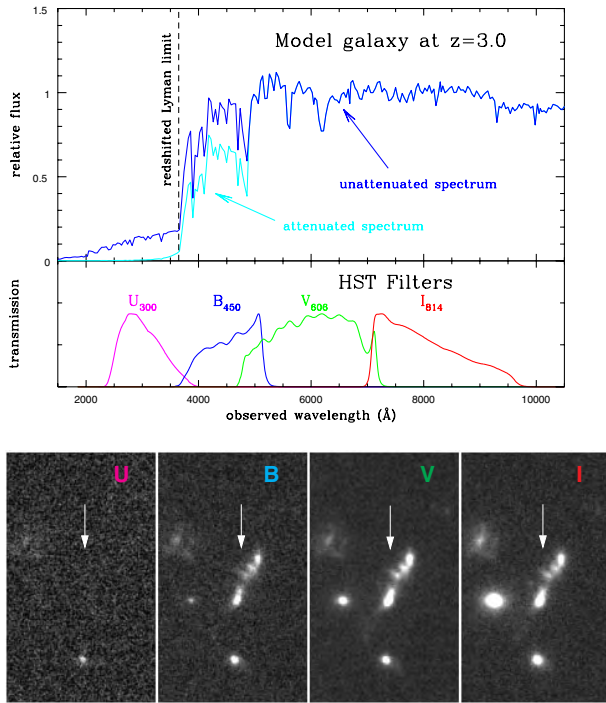 Model galaxy at z=3.0
relative flux
1.5
1
0.5
0
redshifted Lyman limit
unattenuated spectrum
attenuated spectrum
HST Filters
transmission
U300
B450
V606
I814
2000 4000 6000 8000 10000
observed wavelength (Å)
U B V I